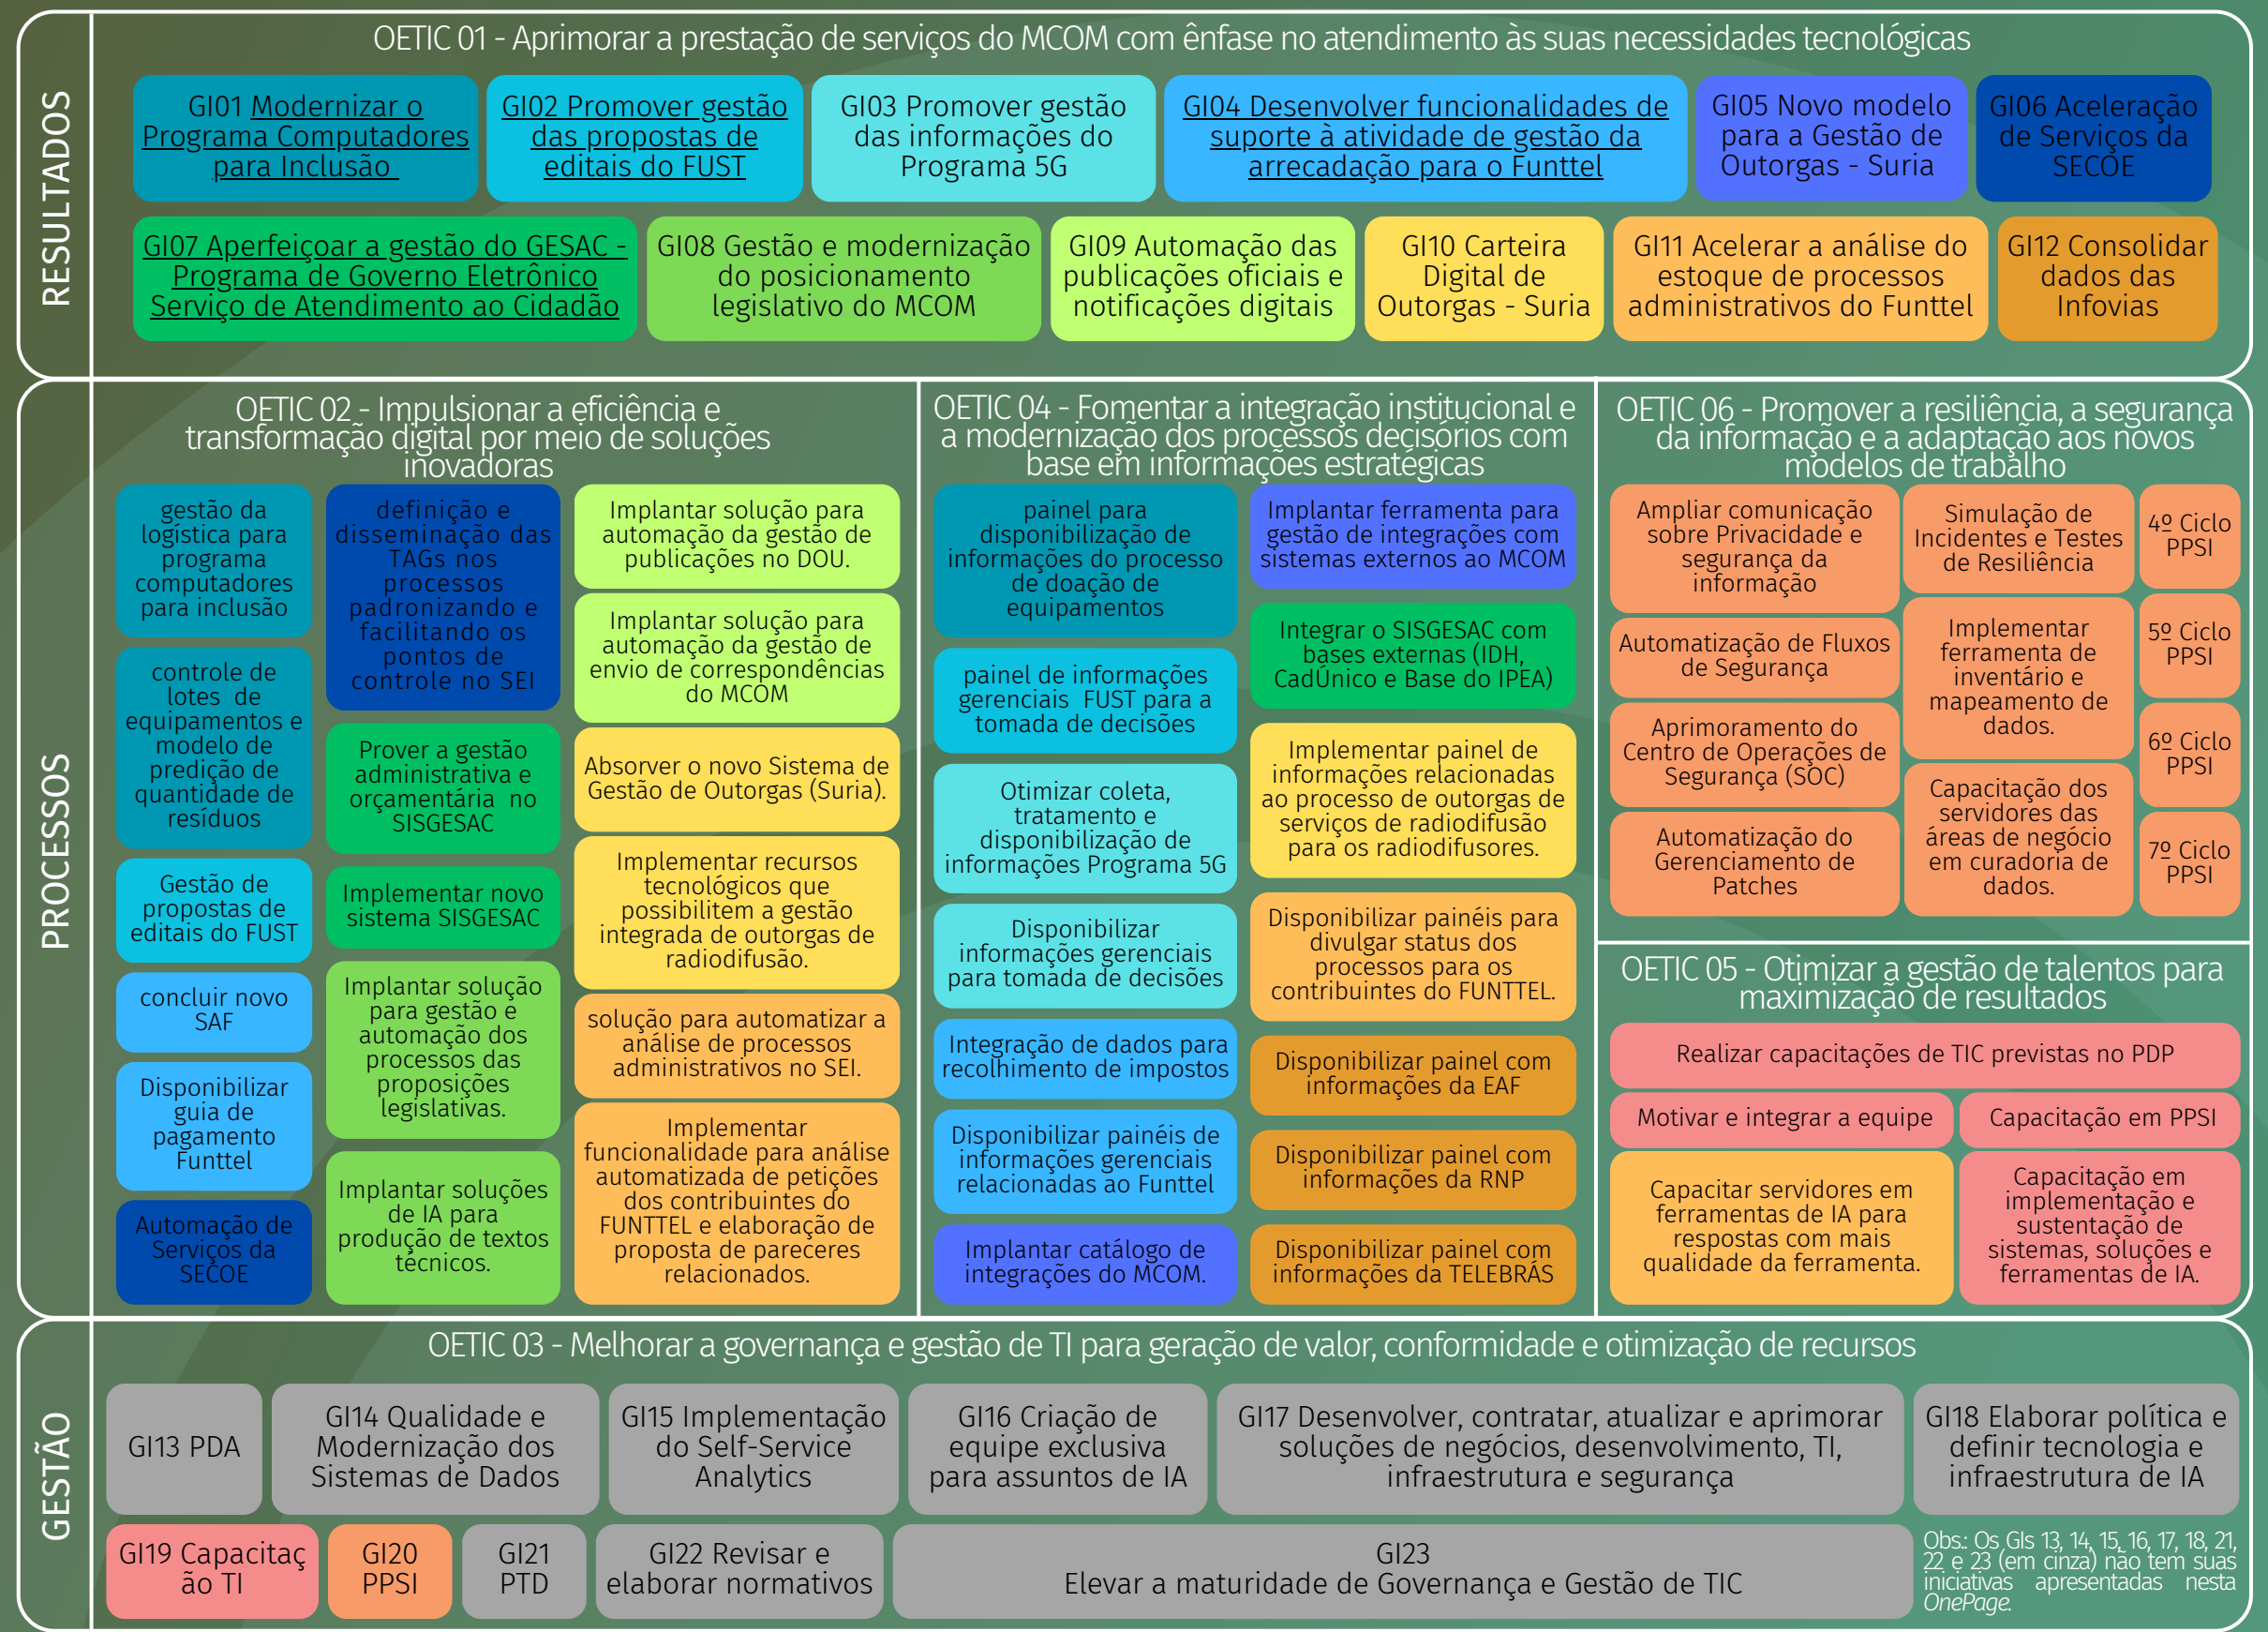 RESULTADOS
OETIC 01 - Aprimorar a prestação de serviços do MCOM com ênfase no atendimento às suas necessidades tecnológicas
GI01 Modernizar o
Programa Computadores
para Inclusão
GI02 Promover gestão
das propostas de
editais do FUST
GI03 Promover gestão
das informações do
Programa 5G
GI04 Desenvolver funcionalidades de
suporte à atividade de gestão da
arrecadação para o Funttel
GI05 Novo modelo
para a Gestão de
Outorgas - Suria
GI06 Aceleração
de Serviços da
SECOE
GI07 Aperfeiçoar a gestão do GESAC -
Programa de Governo Eletrônico
Serviço de Atendimento ao Cidadão
GI08 Gestão e modernização
do posicionamento
legislativo do MCOM
GI09 Automação das
publicações oficiais e
notificações digitais
GI10 Carteira
Digital de
Outorgas - Suria
GI11 Acelerar a análise do
estoque de processos
administrativos do Funttel
GI12 Consolidar
dados das
Infovias
PROCESSOS
OETIC 02 - Impulsionar a eficiência e
transformação digital por meio de soluções
inovadoras
gestão da
logística para
programa
computadores
para inclusão
controle de
lotes de
equipamentos e
modelo de
predição de
quantidade de
resíduos
Gestão de
propostas de
editais do FUST
concluir novo
SAF
Disponibilizar
guia de
pagamento
Funttel
Automação de
Serviços da
SECOE
definição e
disseminação das
TAGs nos
processos
padronizando e
facilitando os
pontos de
controle no SEI
Prover a gestão
administrativa e
orçamentária no
SISGESAC
Implementar novo
sistema SISGESAC
Implantar solução
para gestão e
automação dos
processos das
proposições
legislativas.
Implantar soluções
de IA para
produção de textos
técnicos.
Implantar solução para
automação da gestão de
publicações no DOU.
Implantar solução para
automação da gestão de
envio de correspondências
do MCOM
Absorver o novo Sistema de
Gestão de Outorgas (Suria).
Implementar recursos
tecnológicos que
possibilitem a gestão
integrada de outorgas de
radiodifusão.
solução para automatizar a
análise de processos
administrativos no SEI.
Implementar
funcionalidade para análise
automatizada de petições
dos contribuintes do
FUNTTEL e elaboração de
proposta de pareceres
relacionados.
OETIC 04 - Fomentar a integração institucional e
a modernização dos processos decisórios com
base em informações estratégicas
painel para
disponibilização de
informações do processo
de doação de
equipamentos
painel de informações
gerenciais FUST para a
tomada de decisões
Otimizar coleta,
tratamento e
disponibilização de
informações Programa 5G
Disponibilizar
informações gerenciais
para tomada de decisões
Integração de dados para
recolhimento de impostos
Disponibilizar painéis de
informações gerenciais
relacionadas ao Funttel
Implantar catálogo de
integrações do MCOM.
Implantar ferramenta para
gestão de integrações com
sistemas externos ao MCOM
Integrar o SISGESAC com
bases externas (IDH,
CadÚnico e Base do IPEA)
Implementar painel de
informações relacionadas
ao processo de outorgas de
serviços de radiodifusão
para os radiodifusores.
Disponibilizar painéis para
divulgar status dos
processos para os
contribuintes do FUNTTEL.
Disponibilizar painel com
informações da EAF
Disponibilizar painel com
informações da RNP
Disponibilizar painel com
informações da TELEBRÁS
OETIC 06 - Promover a resiliência, a segurança
da informação e a adaptação aos novos
modelos de trabalho
Ampliar comunicação
sobre Privacidade e
segurança da
informação
Automatização de Fluxos
de Segurança
Aprimoramento do
Centro de Operações de
Segurança (SOC)
Automatização do
Gerenciamento de
Patches
Simulação de
Incidentes e Testes
de Resiliência
Implementar
ferramenta de
inventário e
mapeamento de
dados.
Capacitação dos
servidores das
áreas de negócio
em curadoria de
dados.
4º Ciclo
PPSI
5º Ciclo
PPSI
6º Ciclo
PPSI
7º Ciclo
PPSI
OETIC 05 - Otimizar a gestão de talentos para
maximização de resultados
Realizar capacitações de TIC previstas no PDP
Motivar e integrar a equipe
Capacitação em PPSI
Capacitar servidores em
ferramentas de IA para
respostas com mais
qualidade da ferramenta.
Capacitação em
implementação e
sustentação de
sistemas, soluções e
ferramentas de IA.
GESTÃO
OETIC 03 - Melhorar a governança e gestão de TI para geração de valor, conformidade e otimização de recursos
GI13 PDA
GI14 Qualidade e
Modernização dos
Sistemas de Dados
GI15 Implementação
do Self-Service
Analytics
GI16 Criação de
equipe exclusiva
para assuntos de IA
GI17 Desenvolver, contratar, atualizar e aprimorar
soluções de negócios, desenvolvimento, TI,
infraestrutura e segurança
GI18 Elaborar política e
definir tecnologia e
infraestrutura de IA
GI19 Capacitaç
ão TI
GI20
PPSI
GI21
PTD
GI22 Revisar e
elaborar normativos
GI23
Elevar a maturidade de Governança e Gestão de TIC
Obs.: Os GIs 13, 14, 15, 16, 17, 18, 21,
22 e 23 (em cinza) não tem suas
iniciativas apresentadas nesta
OnePage.